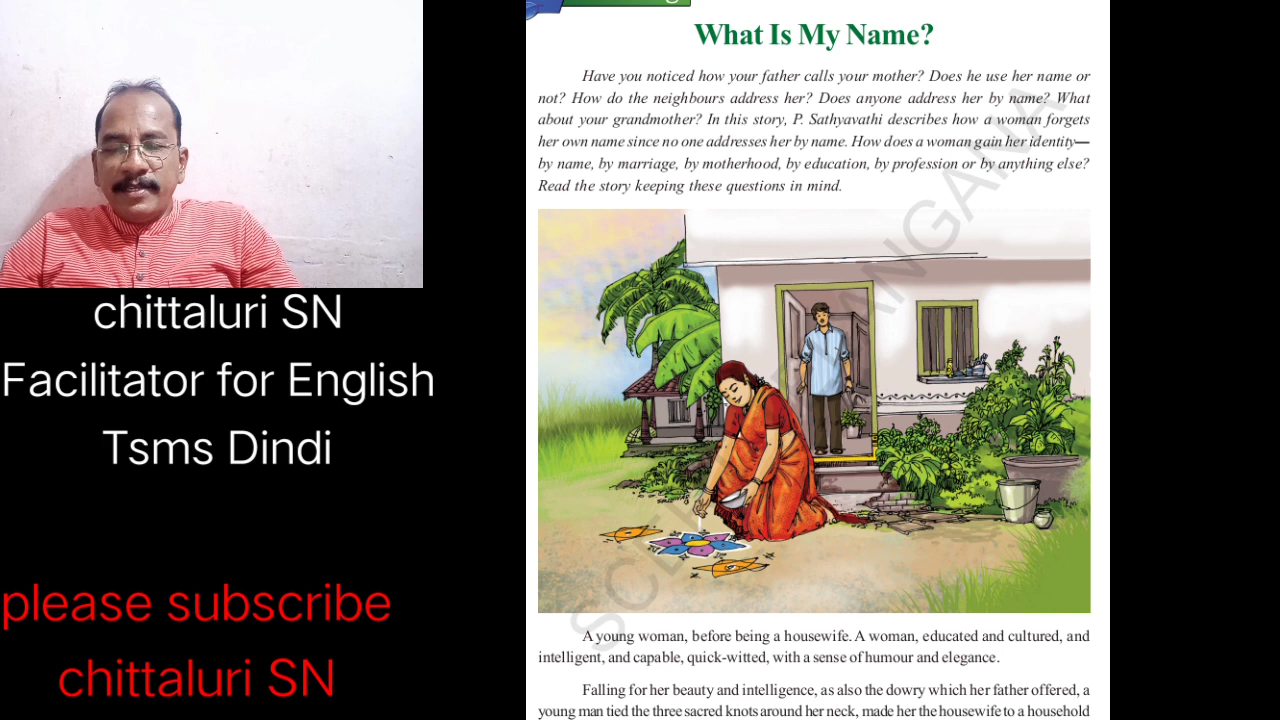 chittaluri SN
Facilitator for English
Tsms Dindi
please subscribe
chittaluri SN
What Is My Name?
Have you noticed how your father calls your mother? Does he use her name or
not? How do the neighbours address her? Does anyone address her by name? What
about your grandmother? In this story, P. Sathyavathi describes how a woman forgets
her own name since no one addresses her by name. How does a woman gain her identity—
by name, by marriage, by motherhood, by education, by profession or by anything else?
Read the story keeping these questions in mind.
A young woman, before being a housewife. A woman, educated and cultured, and
intelligent, and capable, quick-witted, with a sense of humour and elegance.
Falling for her beauty and intelligence, as also the dowry which her father offered, a
young man tied the three sacred knots around her neck, made her the housewife to a household